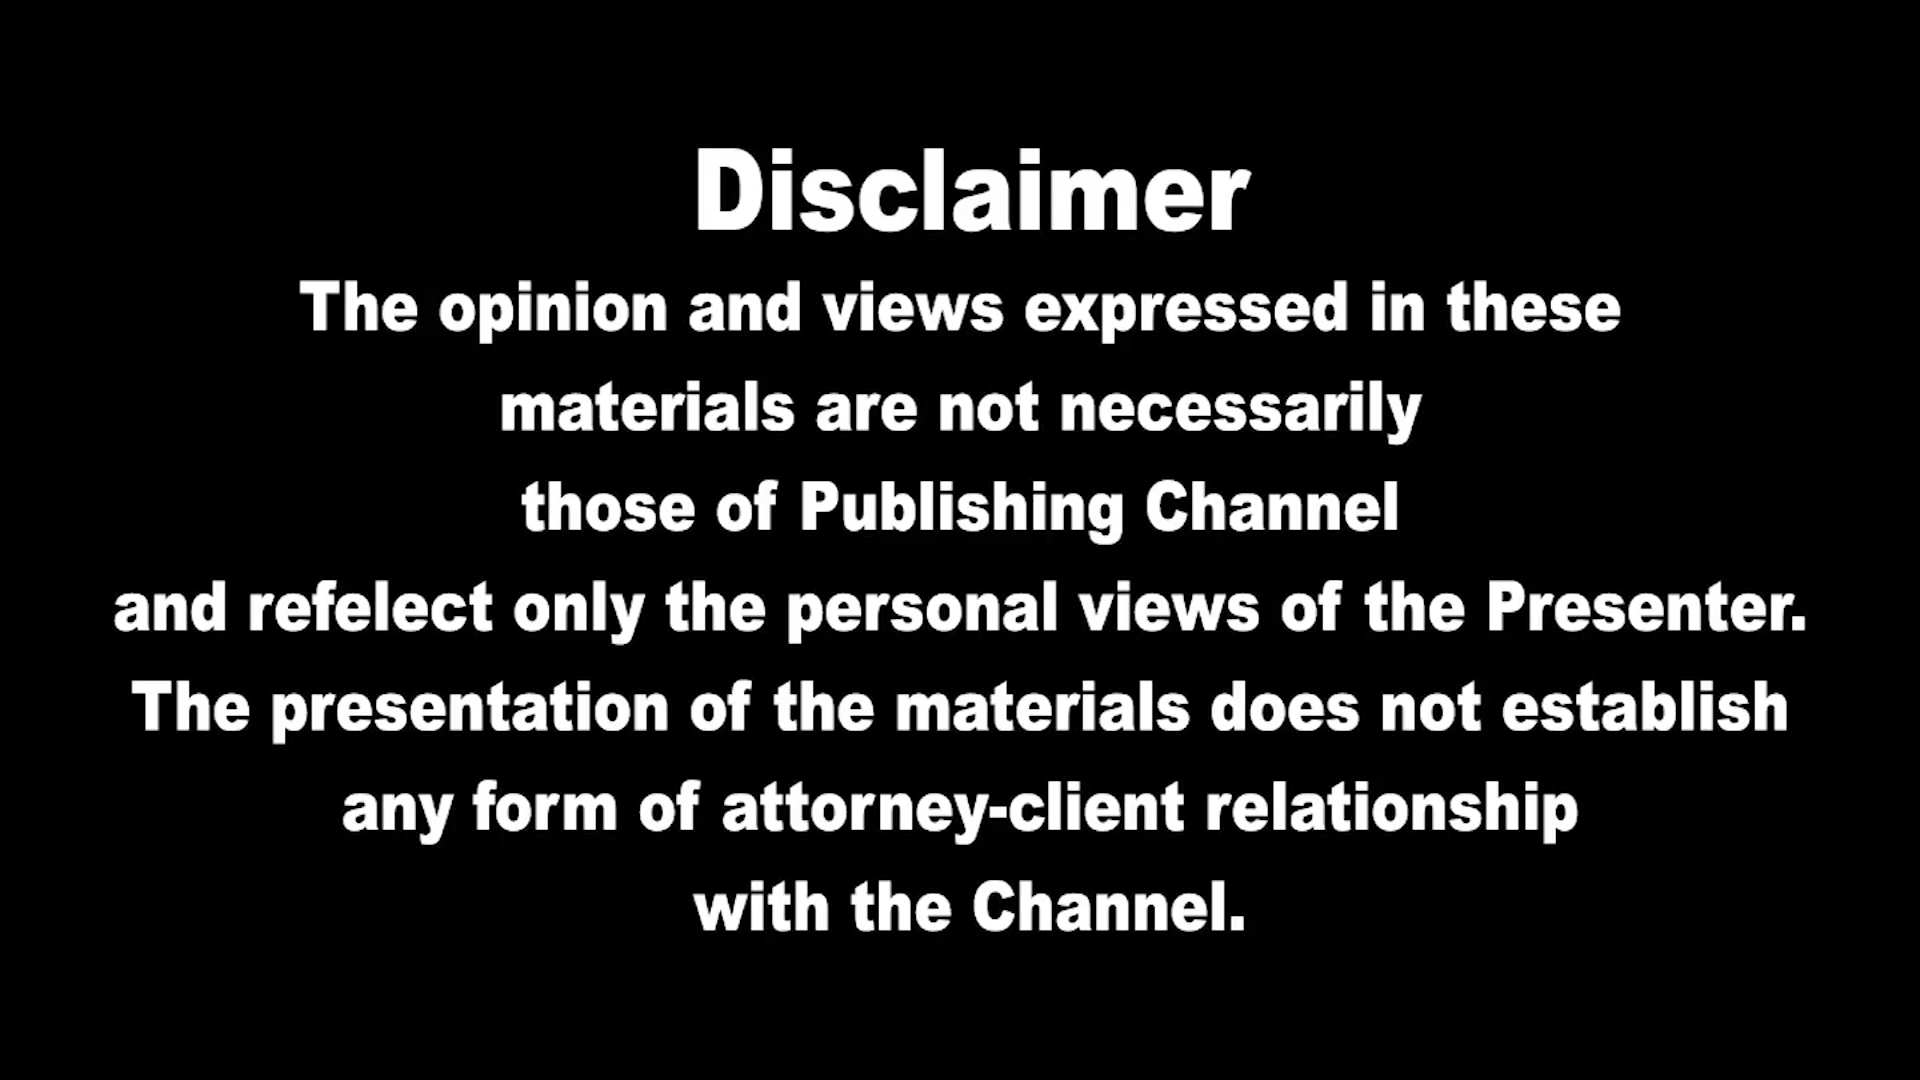 Disclaimer
The opinion and views expressed in these
materials are not necessarily
those of Publishing Channel
and refelect only the personal views of the Presenter.
The presentation of the materials does not establish
any form of attorney-client relationship
with the Channel.